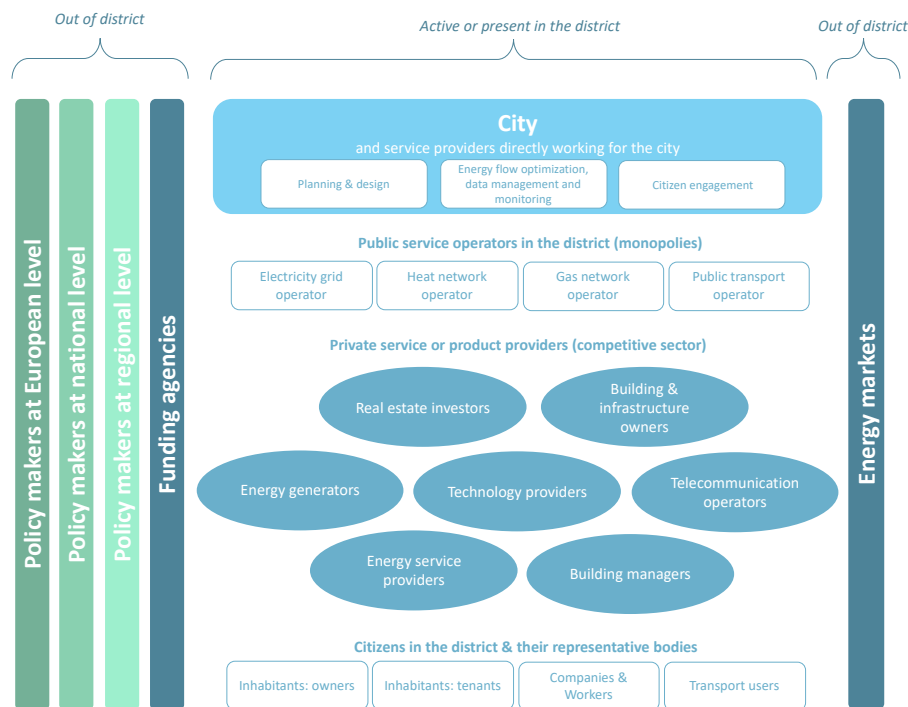 Out of district
Active or present in the district
Out of district
Policy makers at European level
Policy makers at national level
Policy makers at regional level
Funding agencies
City
and service providers directly working for the city
Planning & design
Energy flow optimization,
data management and
monitoring
Citizen engagement
Public service operators in the district (monopolies)
Electricity grid
operator
Heat network
operator
Gas network
operator
Public transport
operator
Private service or product providers (competitive sector)
Real estate investors
Building &
infrastructure
owners
Energy generators
Technology providers
Telecommunication
operators
Energy service
providers
Building managers
Citizens in the district & their representative bodies
Inhabitants: owners
Inhabitants: tenants
Companies &
Workers
Transport users
Energy markets